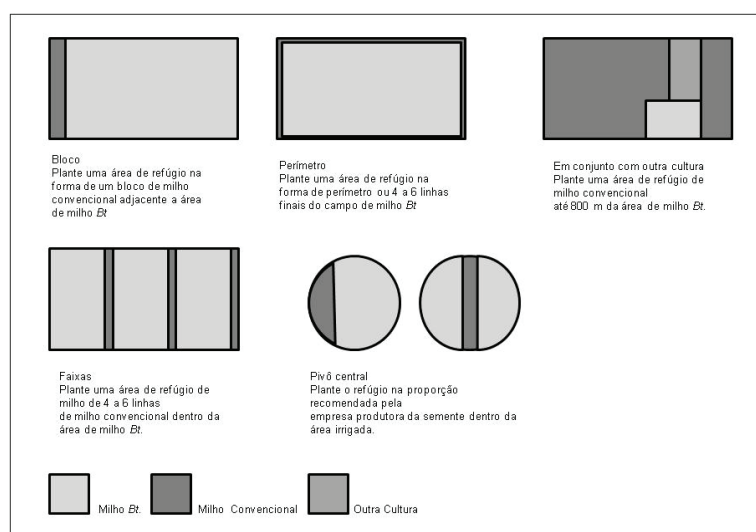 Bloco
Plante uma área de refúgio na
forma de um bloco de milho
convencional adjacente a área
de milho Bt
Perímetro
Plante uma área de refúgio na
forma de perímetro ou 4 a 6 linhas
finais do campo de milho Bt
Em conjunto com outra cultura
Plante uma área de refúgio de
milho convencional
até 800 m da área de milho Bt.
Faixas
Plante uma área de refúgio de
milho de 4 a 6 linhas
de milho convencional dentro da
área de milho Bt.
Pivô central
Plante o refúgio na proporção
recomendada pela
empresa produtora da semente dentro da
área irrigada.
Milho Bt.
Milho Convencional
Outra Cultura